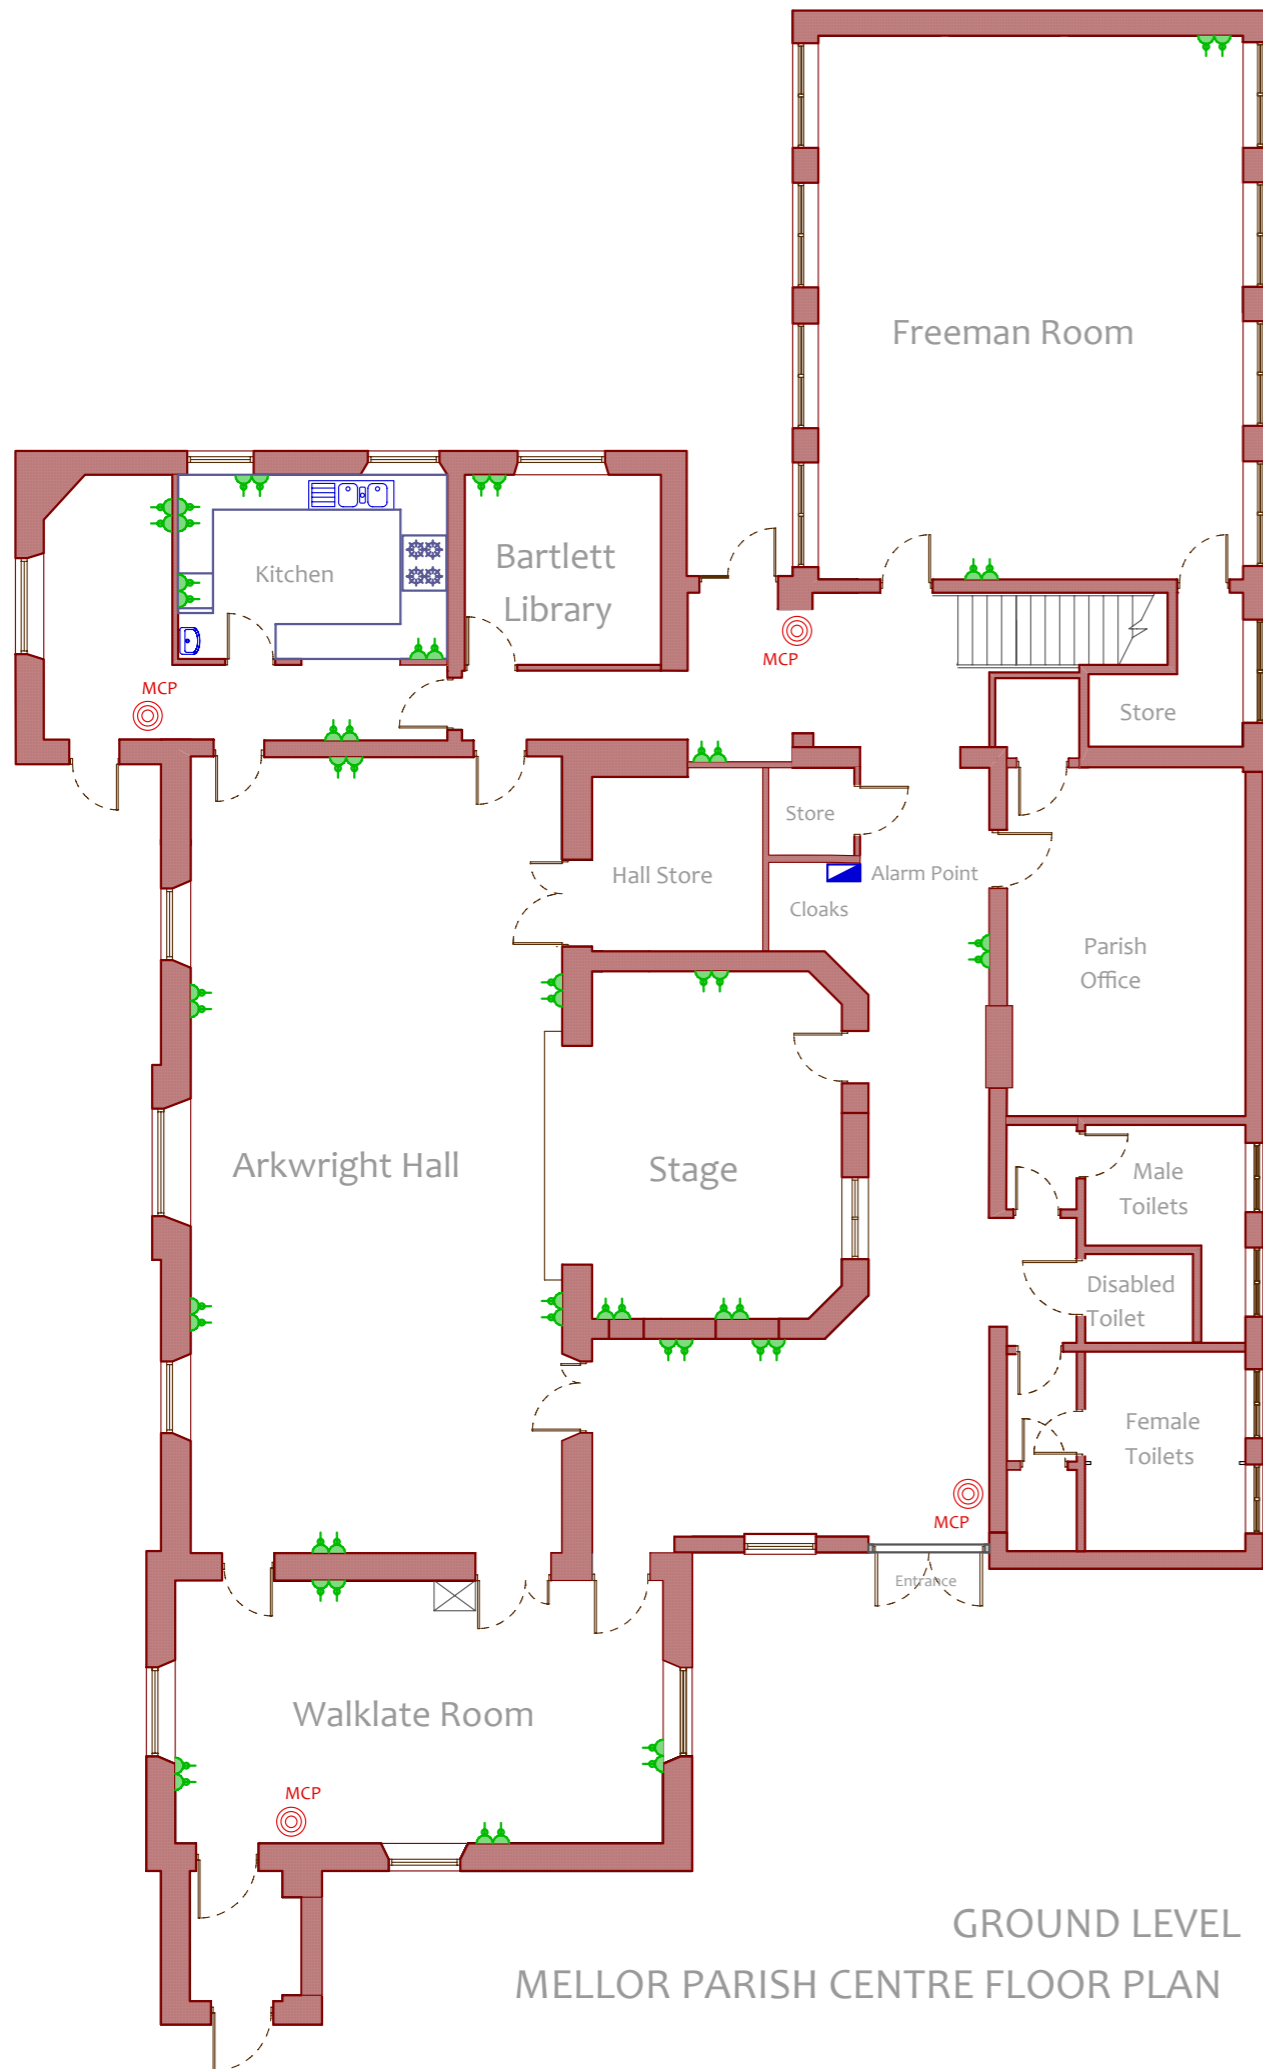 Freeman Room
Bartlett
Library
Kitchen
MCP
MCP
Store
Store
Hall Store
Alarm Point
Cloaks
Parish
Office
Arkwright Hall
Stage
Male
Toilets
Disabled
Toilet
Female
Toilets
MCP
Entrance
Walklate Room
MCP
GROUND LEVEL
MELLOR PARISH CENTRE FLOOR PLAN